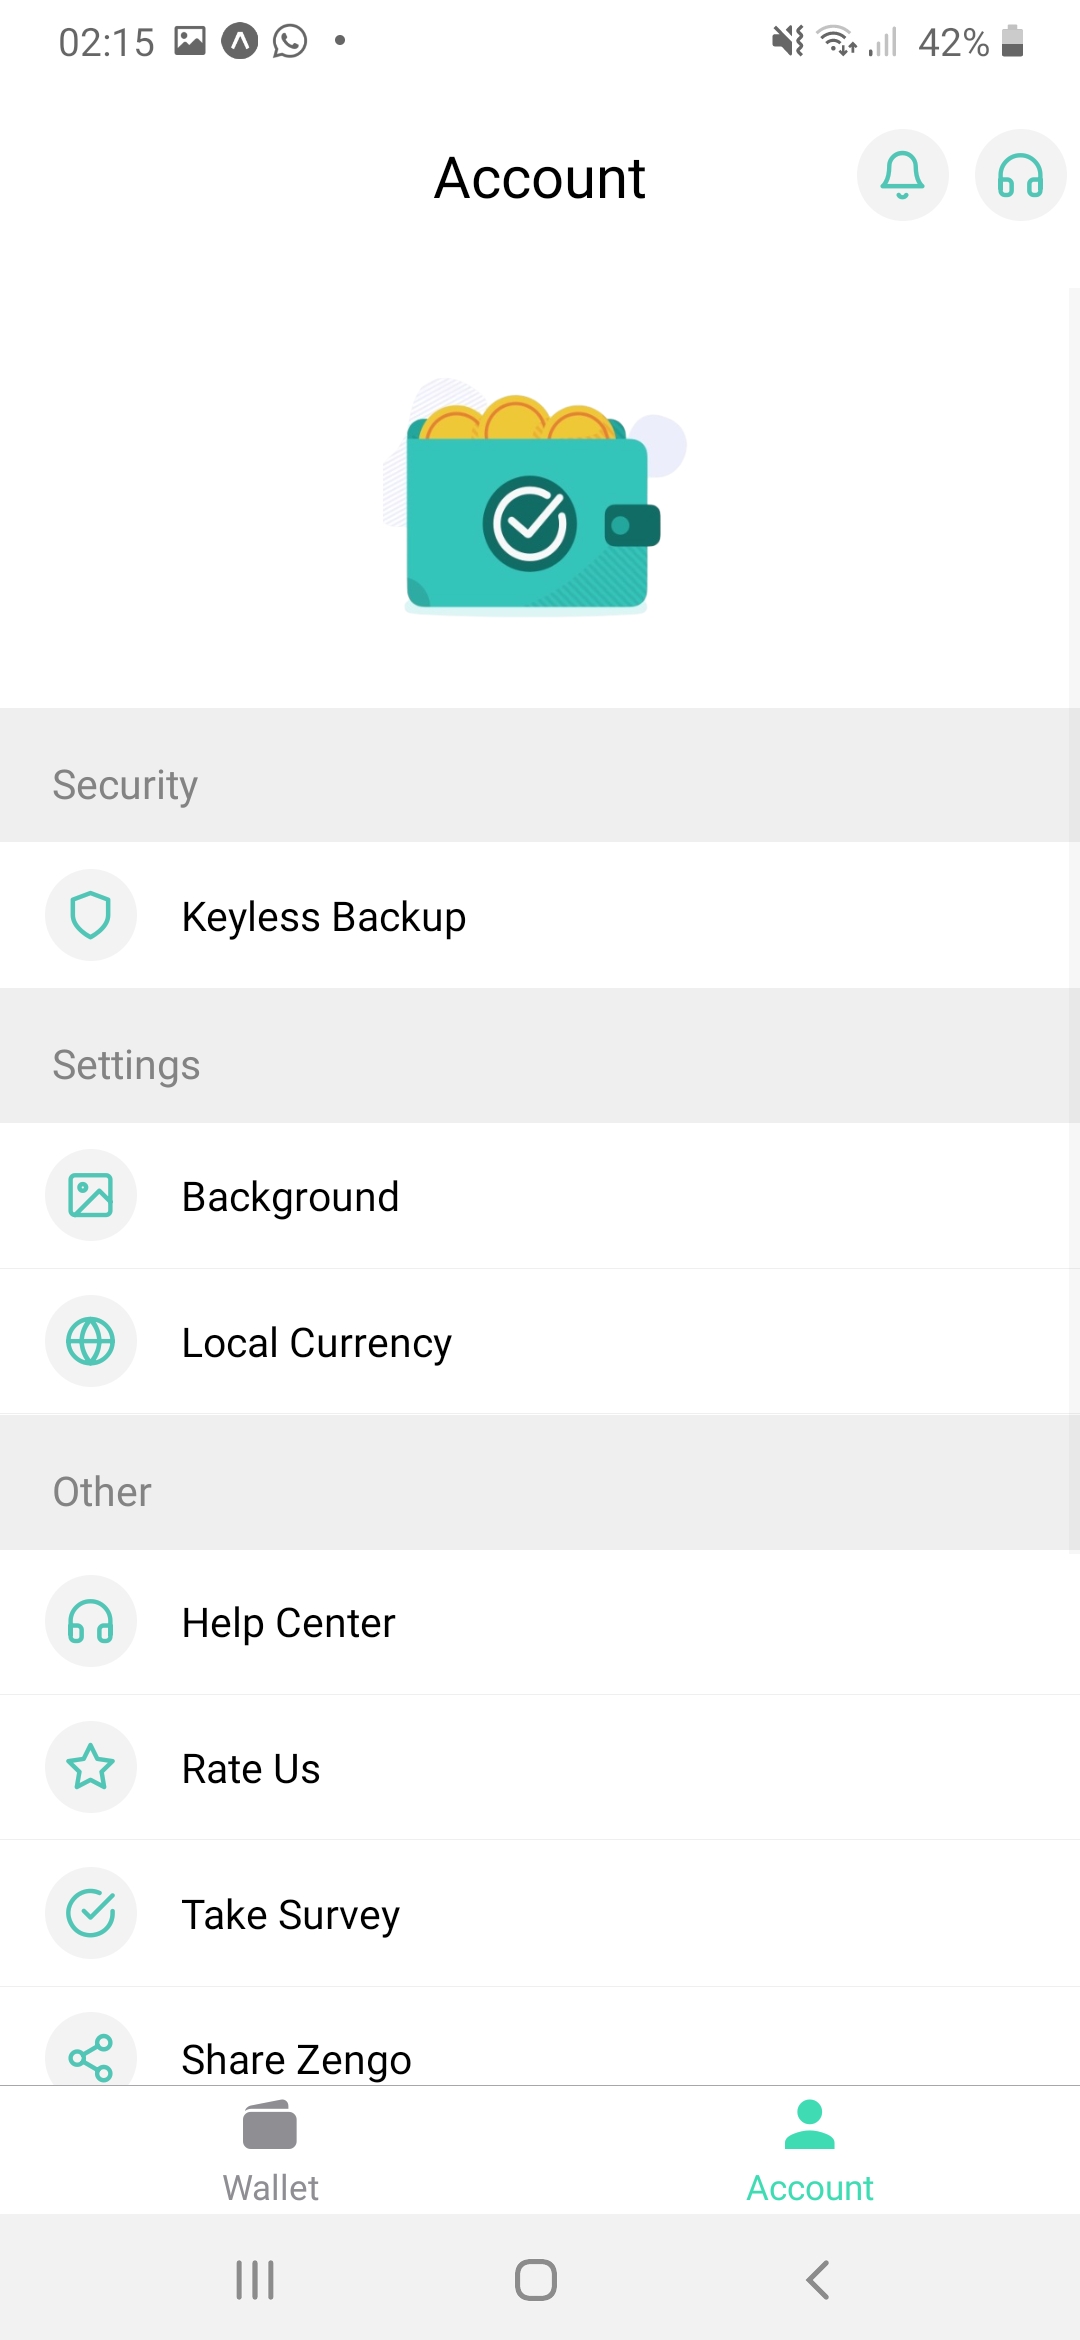 02:15 42%
Account
Security
Keyless Backup
Settings
Background
Local Currency
Other
Help Center
Rate Us
Take Survey
Share Zengo
Wallet Account